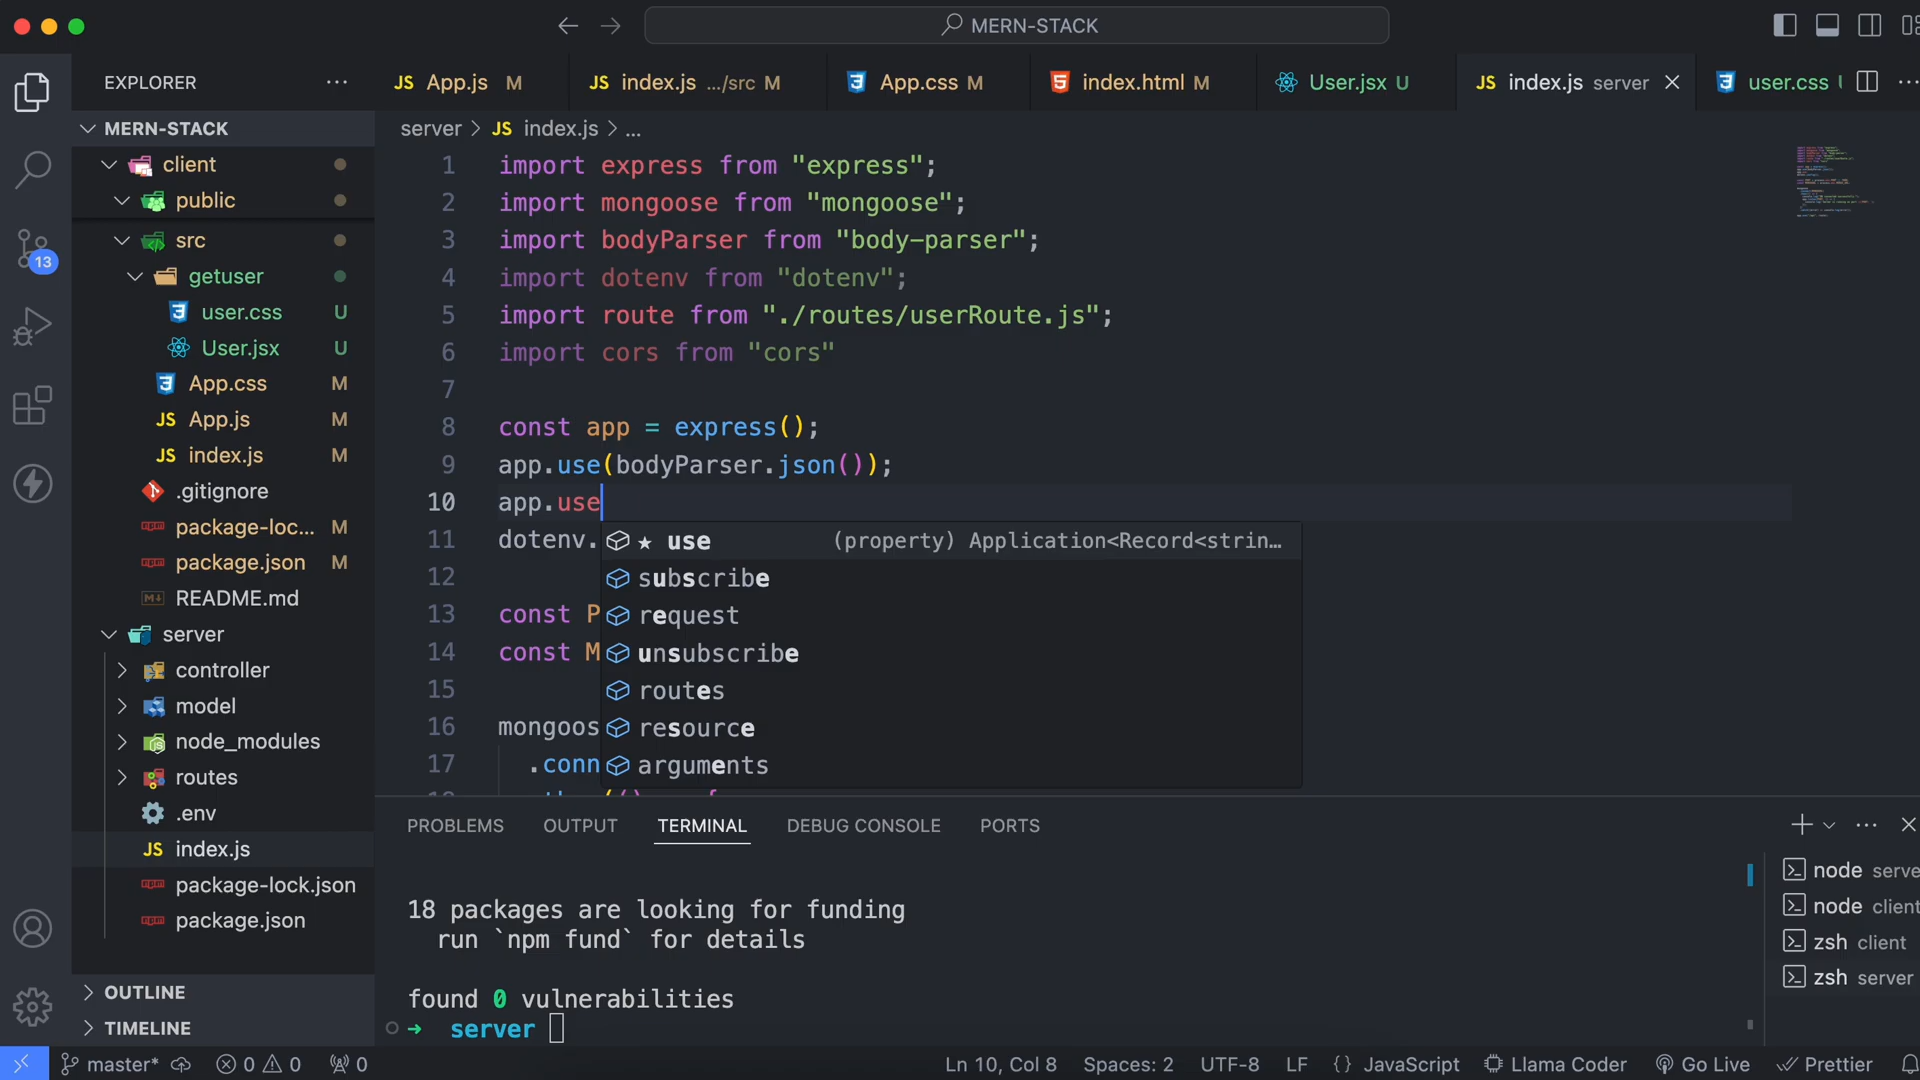 MERN-STACK
EXPLORER
JS App.js M
JS index.js .../src M
App.css M
index.html M
User.jsx U
JS index.js server
user.css
MERN-STACK
client
public
src
getuser
user.css U
User.jsx U
App.css M
JS App.js M
JS index.js M
.gitignore
package-loc... M
package.json M
README.md
server
controller
model
node_modules
routes
.env
JS index.js
package-lock.json
package.json
OUTLINE
TIMELINE
13
server > JS index.js > ...
1 import express from "express";
2 import mongoose from "mongoose";
3 import bodyParser from "body-parser";
4 import dotenv from "dotenv";
5 import route from "./routes/userRoute.js";
6 import cors from "cors"
7
8 const app = express();
9 app.use(bodyParser.json());
10 app.use
11 dotenv.
12
13 const P
14 const M
15
16 mongoos
17 .conn
use (property) Application<Record<strin...
subscribe
request
unsubscribe
routes
resource
arguments
PROBLEMS OUTPUT TERMINAL DEBUG CONSOLE PORTS
18 packages are looking for funding
run `npm fund` for details
found 0 vulnerabilities
➜ server
node serve
node client
zsh client
zsh server
master* 0 0 0 Ln 10, Col 8 Spaces: 2 UTF-8 LF {} JavaScript Llama Coder Go Live Prettier